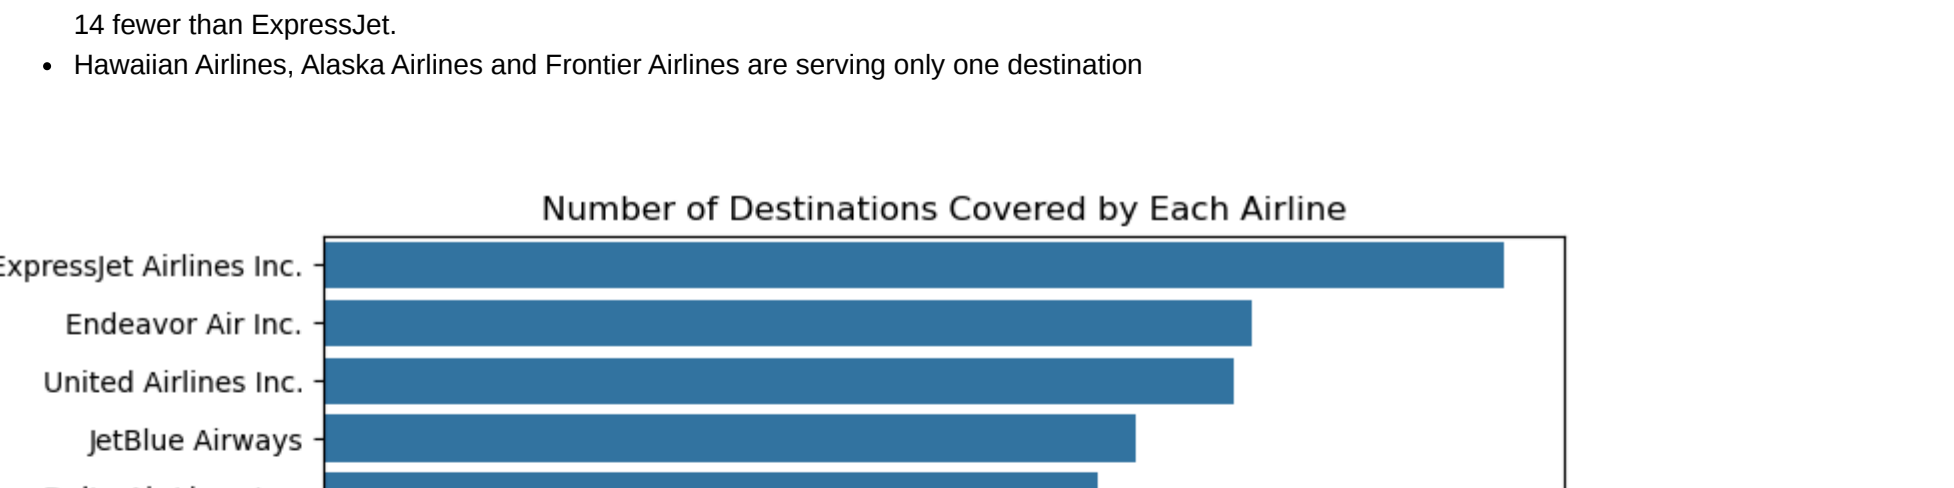 14 fewer than ExpressJet.
• Hawaiian Airlines, Alaska Airlines and Frontier Airlines are serving only one destination
Number of Destinations Covered by Each Airline
ExpressJet Airlines Inc.
Endeavor Air Inc.
United Airlines Inc.
JetBlue Airways